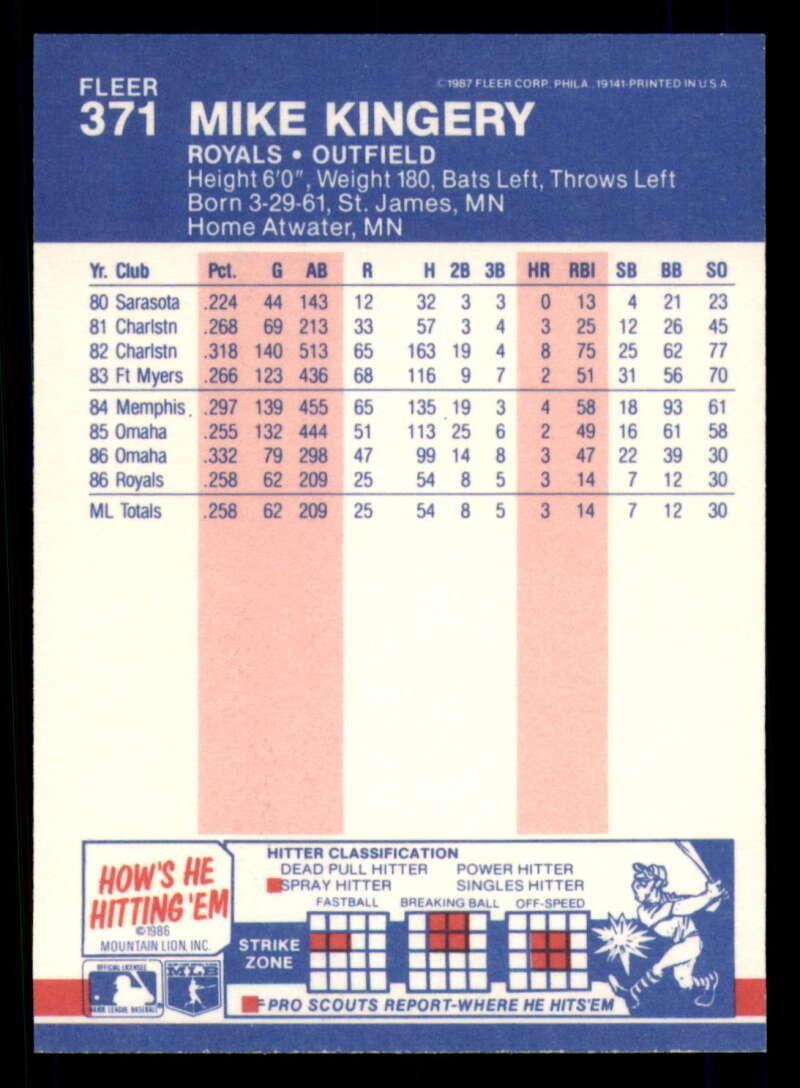 FLEER
©1987 FLEER CORP. PHILA., 19141-PRINTED IN U.S.A.
371 MIKE KINGERY
ROYALS • OUTFIELD
Height 6'0", Weight 180, Bats Left, Throws Left
Born 3-29-61, St. James, MN
Home Atwater, MN
Yr. Club Pct. G AB R H 2B 3B HR RBI SB BB SO
80 Sarasota .224 44 143 12 32 3 3 0 13 4 21 23
81 Charlstn .268 69 213 33 57 3 4 3 25 12 26 45
82 Charlstn .318 140 513 65 163 19 4 8 75 25 62 77
83 Ft Myers .266 123 436 68 116 9 7 2 51 31 56 70
84 Memphis .297 139 455 65 135 19 3 4 58 18 93 61
85 Omaha .255 132 444 51 113 25 6 2 49 16 61 58
86 Omaha .332 79 298 47 99 14 8 3 47 22 39 30
86 Royals .258 62 209 25 54 8 5 3 14 7 12 30
ML Totals .258 62 209 25 54 8 5 3 14 7 12 30
HOW'S HE
HITTING 'EM
©1986
MOUNTAIN LION, INC.
HITTER CLASSIFICATION
DEAD PULL HITTER POWER HITTER
SPRAY HITTER SINGLES HITTER
FASTBALL BREAKING BALL OFF-SPEED
STRIKE
ZONE
OFFICIAL LICENSEE
MAJOR LEAGUE BASEBALL
MLB
=PRO SCOUTS REPORT-WHERE HE HITS'EM